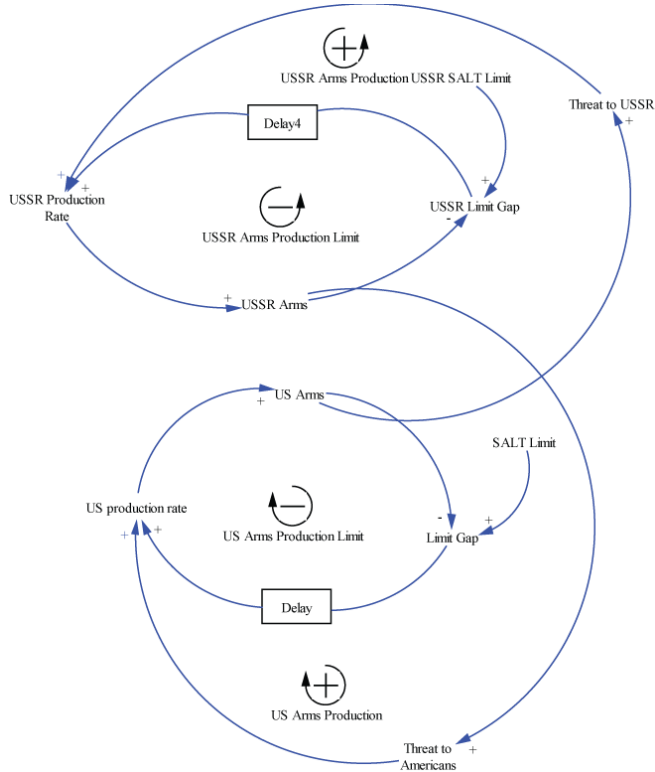 +
USSR Arms Production USSR SALT Limit
Threat to USSR
+
Delay4
+
+
+
USSR Production
Rate
USSR Limit Gap
-
−
USSR Arms Production Limit
+
USSR Arms
US Arms
+
SALT Limit
US production rate
−
-
+
+
+
US Arms Production Limit
Limit Gap
Delay
+
US Arms Production
Threat to
Americans
+